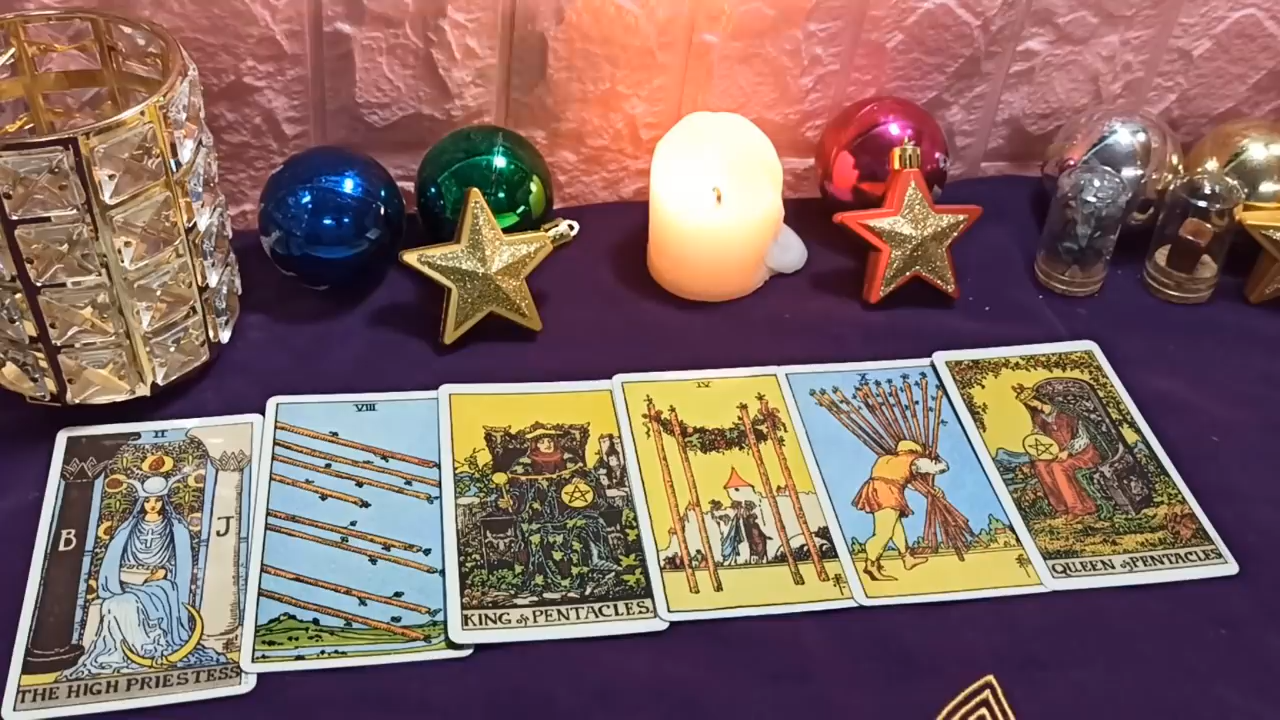 II
B
J
THE HIGH PRIESTESS
VIII
KING of PENTACLES.
IV
X
QUEEN of PENTACLES